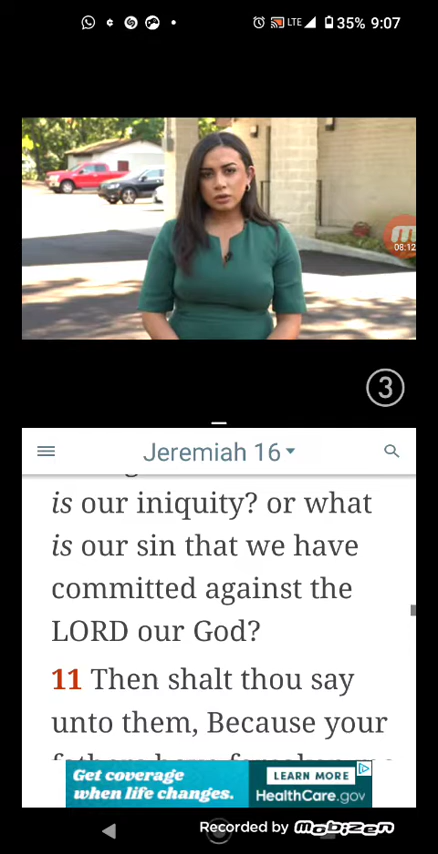 LTE 35% 9:07
08:12
3
Jeremiah 16
is our iniquity? or what
is our sin that we have
committed against the
LORD our God?
11 Then shalt thou say
unto them, Because your
Get coverage
when life changes.
LEARN MORE
HealthCare.gov
Recorded by mobizen